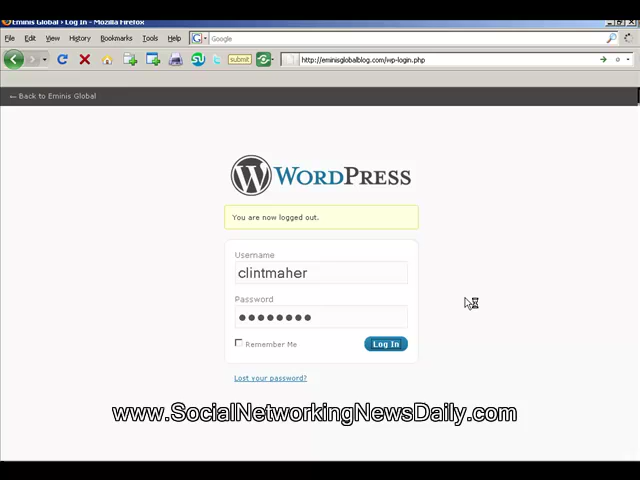 Eminis Global › Log In - Mozilla Firefox
File Edit View History Bookmarks Tools Help
submit
Google
http://eminisglobalblog.com/wp-login.php
← Back to Eminis Global
WORDPRESS
You are now logged out.
Username
clintmaher
Password
Remember Me
Log In
Lost your password?
www.SocialNetworkingNewsDaily.com